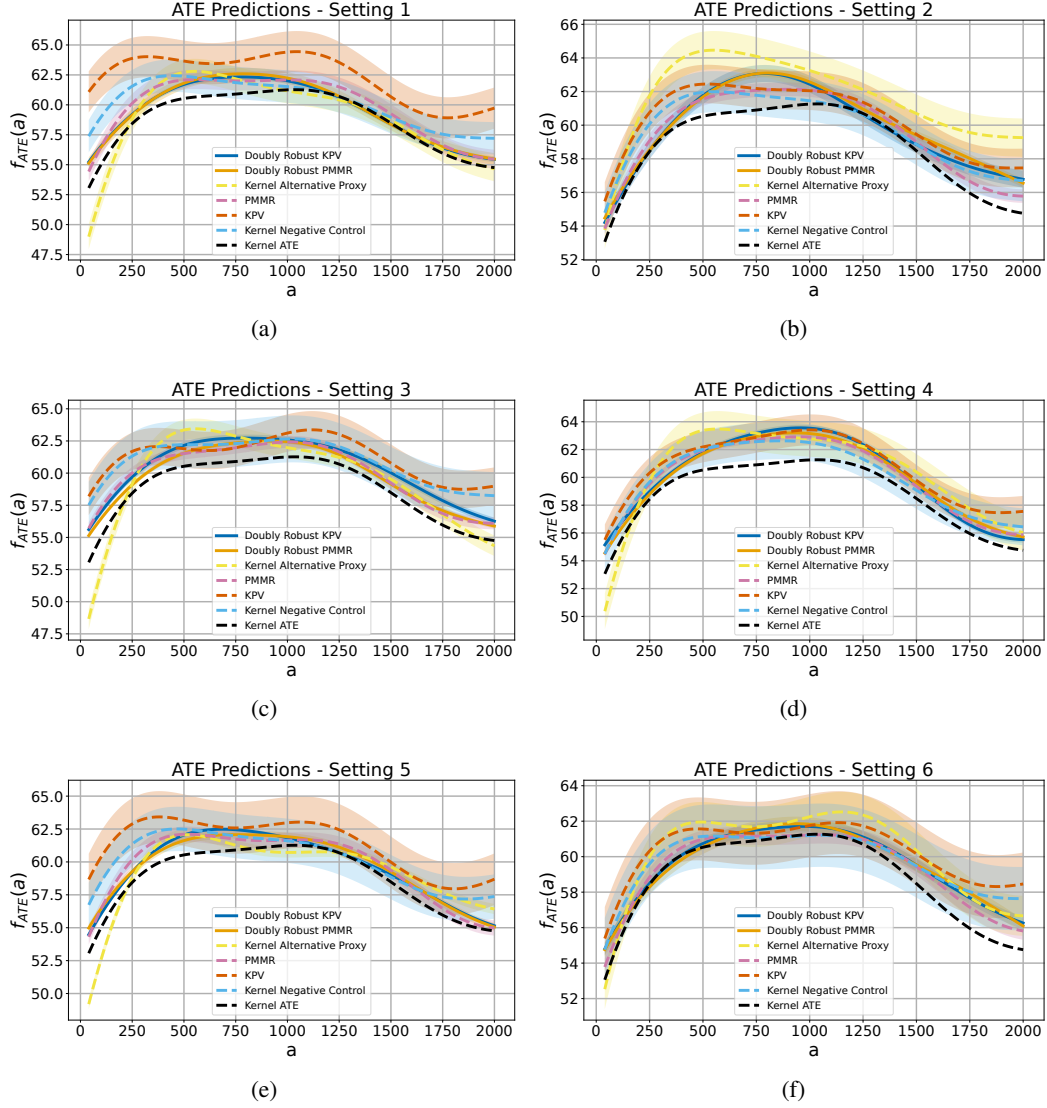 ATE Predictions - Setting 1
f_ATE(a)
65.0
62.5
60.0
57.5
55.0
52.5
50.0
47.5
Doubly Robust KPV
Doubly Robust PMMR
Kernel Alternative Proxy
PMMR
KPV
Kernel Negative Control
Kernel ATE
0 250 500 750 1000 1250 1500 1750 2000
a
(a)
ATE Predictions - Setting 2
f_ATE(a)
66
64
62
60
58
56
54
52
Doubly Robust KPV
Doubly Robust PMMR
Kernel Alternative Proxy
PMMR
KPV
Kernel Negative Control
Kernel ATE
0 250 500 750 1000 1250 1500 1750 2000
a
(b)
ATE Predictions - Setting 3
f_ATE(a)
65.0
62.5
60.0
57.5
55.0
52.5
50.0
47.5
Doubly Robust KPV
Doubly Robust PMMR
Kernel Alternative Proxy
PMMR
KPV
Kernel Negative Control
Kernel ATE
0 250 500 750 1000 1250 1500 1750 2000
a
(c)
ATE Predictions - Setting 4
f_ATE(a)
64
62
60
58
56
54
52
50
Doubly Robust KPV
Doubly Robust PMMR
Kernel Alternative Proxy
PMMR
KPV
Kernel Negative Control
Kernel ATE
0 250 500 750 1000 1250 1500 1750 2000
a
(d)
ATE Predictions - Setting 5
f_ATE(a)
65.0
62.5
60.0
57.5
55.0
52.5
50.0
Doubly Robust KPV
Doubly Robust PMMR
Kernel Alternative Proxy
PMMR
KPV
Kernel Negative Control
Kernel ATE
0 250 500 750 1000 1250 1500 1750 2000
a
(e)
ATE Predictions - Setting 6
f_ATE(a)
64
62
60
58
56
54
52
Doubly Robust KPV
Doubly Robust PMMR
Kernel Alternative Proxy
PMMR
KPV
Kernel Negative Control
Kernel ATE
0 250 500 750 1000 1250 1500 1750 2000
a
(f)